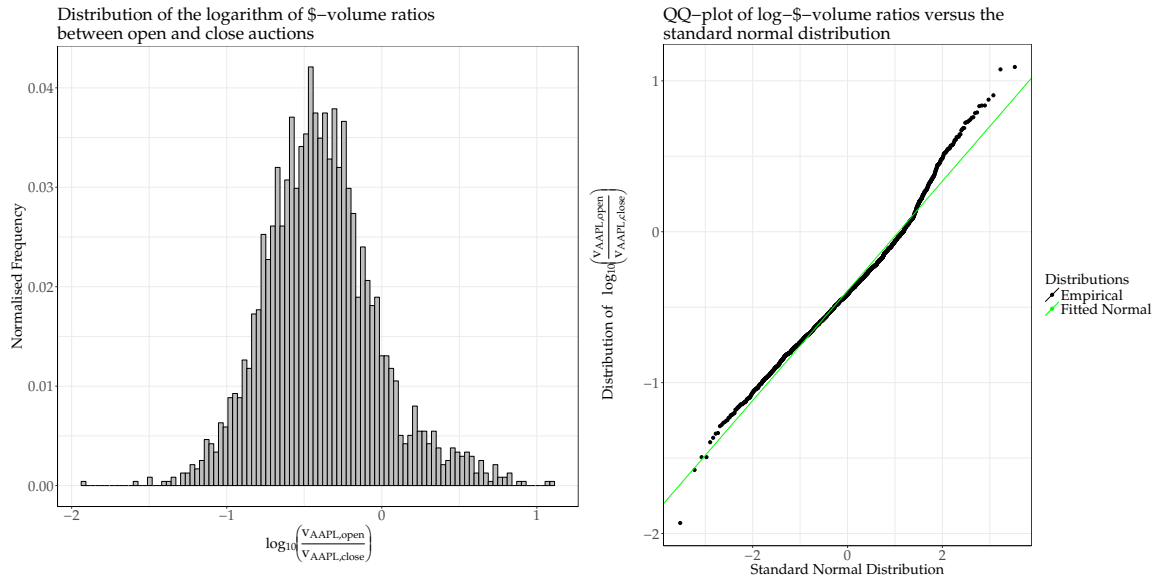 Distribution of the logarithm of $−volume ratios
between open and close auctions
Normalised Frequency
0.04
0.03
0.02
0.01
0.00
−2
−1
0
1
log10(vAAPL,open/vAAPL,close)
QQ−plot of log−$−volume ratios versus the
standard normal distribution
Distribution of log10(vAAPL,open/vAAPL,close)
1
0
−1
−2
−2
0
2
Standard Normal Distribution
Distributions
Empirical
Fitted Normal